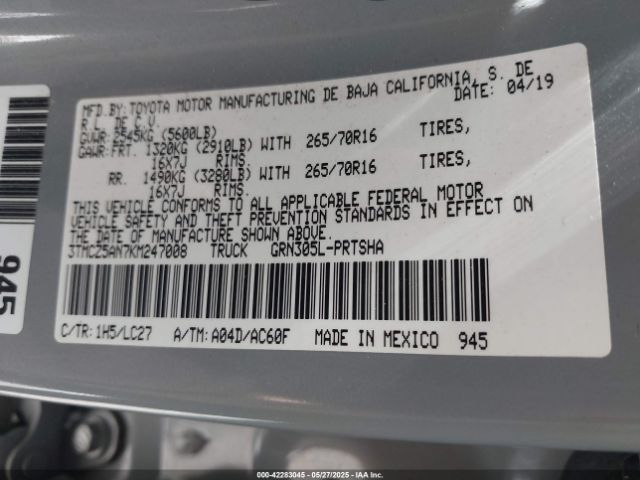 MFD.BY:TOYOTA MOTOR MANUFACTURING DE BAJA CALIFORNIA, S. DE
R.L. DE C.V. DATE: 04/19
GVWR:2545KG (5600LB)
GAWR:FRT. 1320KG (2910LB) WITH 265/70R16 TIRES,
16X7J RIMS.
RR. 1490KG (3280LB) WITH 265/70R16 TIRES,
16X7J RIMS.
THIS VEHICLE CONFORMS TO ALL APPLICABLE FEDERAL MOTOR
VEHICLE SAFETY AND THEFT PREVENTION STANDARDS IN EFFECT ON
THE DATE OF MANUFACTURE SHOWN ABOVE.
3TMCZ5AN7KM247008 TRUCK GRN305L-PRTSHA
C/TR:1H5/LC27 A/TM:A04D/AC60F MADE IN MEXICO 945
945
000-42283045 - 05/27/2025 - IAA Inc.